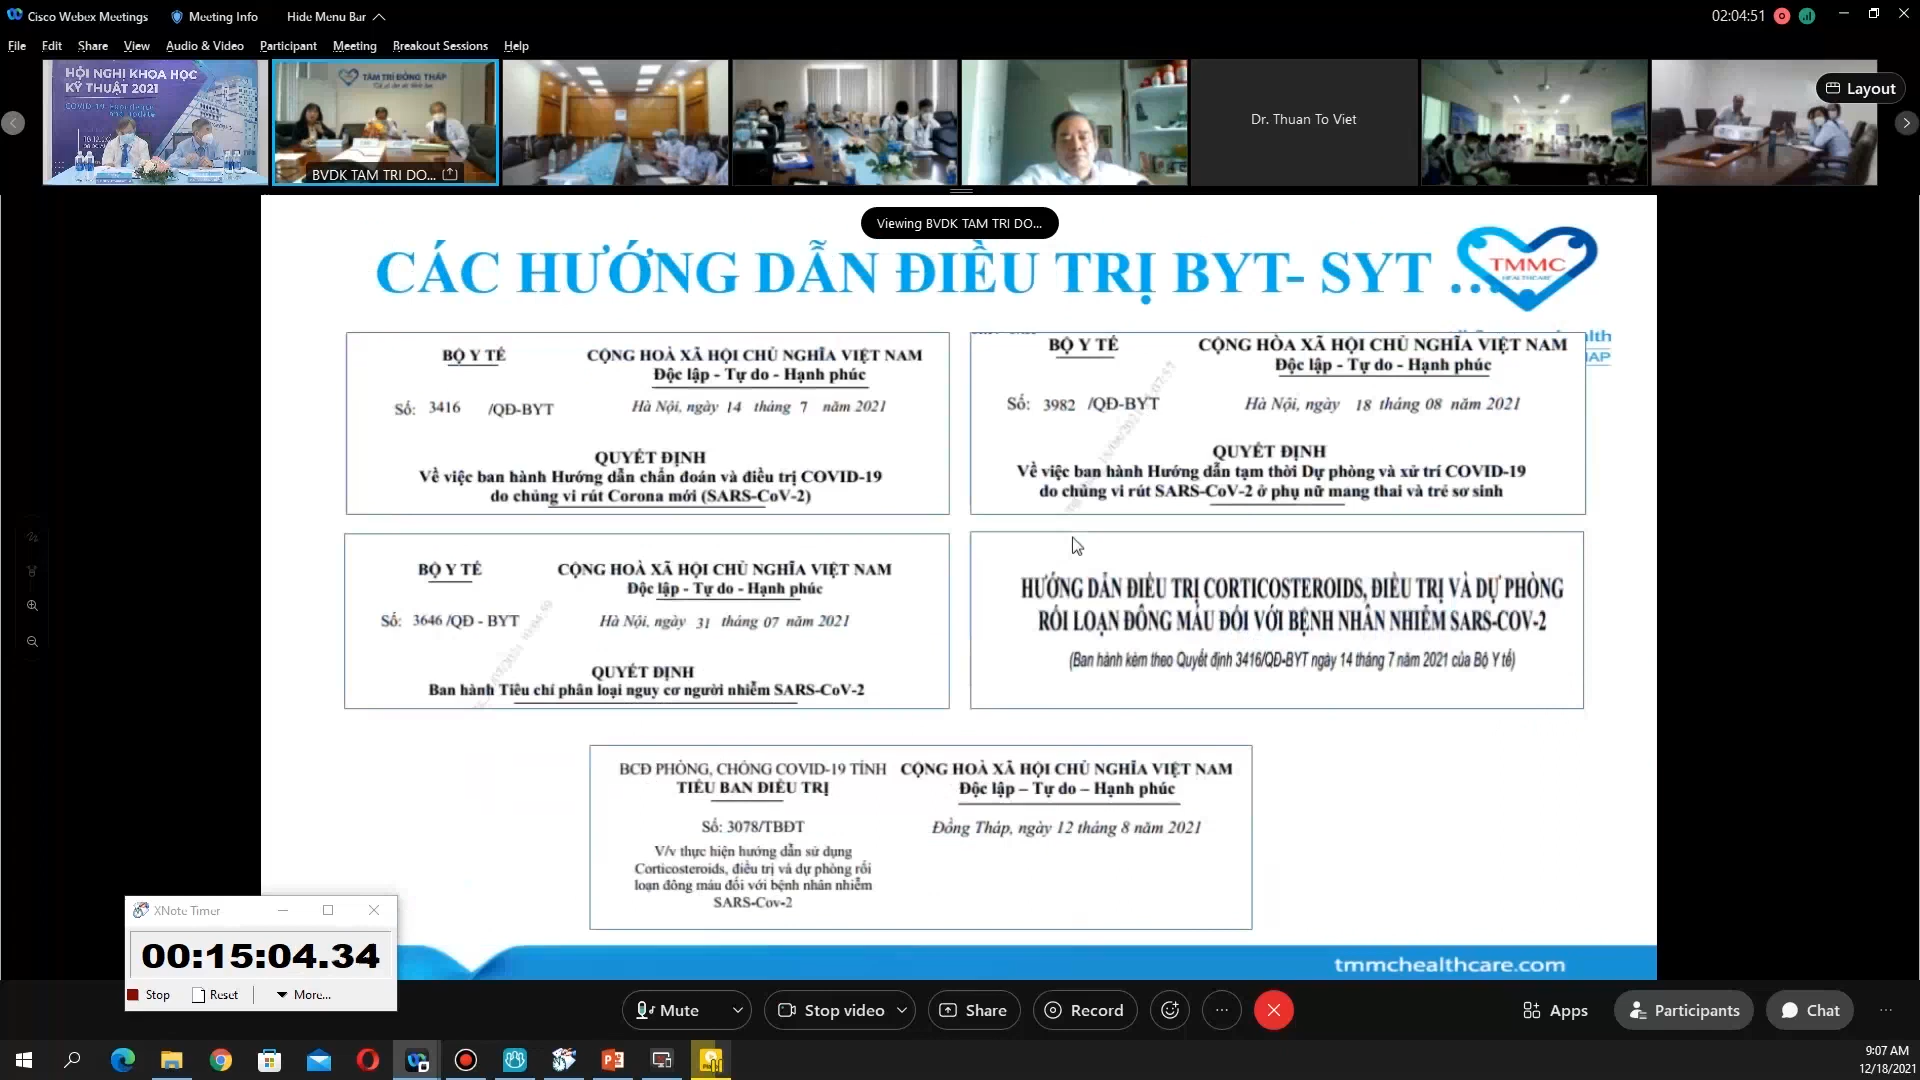 Cisco Webex Meetings
Meeting Info
Hide Menu Bar
02:04:51
File Edit Share View Audio & Video Participant Meeting Breakout Sessions Help
HỘI NGHỊ KHOA HỌC
KỸ THUẬT 2021
TÂM TRÍ ĐỒNG THÁP
BVDK TAM TRI DO...
Dr. Thuan To Viet
Layout
Viewing BVDK TAM TRI DO...
CÁC HƯỚNG DẪN ĐIỀU TRỊ BYT- SYT ...
TMMC
HEALTHCARE
BỘ Y TẾ CỘNG HOÀ XÃ HỘI CHỦ NGHĨA VIỆT NAM
Độc lập - Tự do - Hạnh phúc
Số: 3416 /QĐ-BYT Hà Nội, ngày 14 tháng 7 năm 2021
QUYẾT ĐỊNH
Về việc ban hành Hướng dẫn chẩn đoán và điều trị COVID-19
do chủng vi rút Corona mới (SARS-CoV-2)
BỘ Y TẾ CỘNG HÒA XÃ HỘI CHỦ NGHĨA VIỆT NAM
Độc lập - Tự do - Hạnh phúc
Số: 3982 /QĐ-BYT Hà Nội, ngày 18 tháng 08 năm 2021
QUYẾT ĐỊNH
Về việc ban hành Hướng dẫn tạm thời Dự phòng và xử trí COVID-19
do chủng vi rút SARS-CoV-2 ở phụ nữ mang thai và trẻ sơ sinh
BỘ Y TẾ CỘNG HOÀ XÃ HỘI CHỦ NGHĨA VIỆT NAM
Độc lập - Tự do - Hạnh phúc
Số: 3646 /QĐ - BYT Hà Nội, ngày 31 tháng 07 năm 2021
QUYẾT ĐỊNH
Ban hành Tiêu chí phân loại nguy cơ người nhiễm SARS-CoV-2
HƯỚNG DẪN ĐIỀU TRỊ CORTICOSTEROIDS, ĐIỀU TRỊ VÀ DỰ PHÒNG
RỐI LOẠN ĐÔNG MÁU ĐỐI VỚI BỆNH NHÂN NHIỄM SARS-COV-2
(Ban hành kèm theo Quyết định 3416/QĐ-BYT ngày 14 tháng 7 năm 2021 của Bộ Y tế)
BCĐ PHÒNG, CHỐNG COVID-19 TỈNH CỘNG HOÀ XÃ HỘI CHỦ NGHĨA VIỆT NAM
TIỂU BAN ĐIỀU TRỊ Độc lập – Tự do – Hạnh phúc
Số: 3078/TBĐT Đồng Tháp, ngày 12 tháng 8 năm 2021
V/v thực hiện hướng dẫn sử dụng
Corticosteroids, điều trị và dự phòng rối
loạn đông máu đối với bệnh nhân nhiễm
SARS-Cov-2
tmmchealthcare.com
XNote Timer
00:15:04.34
Stop Reset More...
Mute Stop video Share Record Apps Participants Chat
9:07 AM
12/18/2021